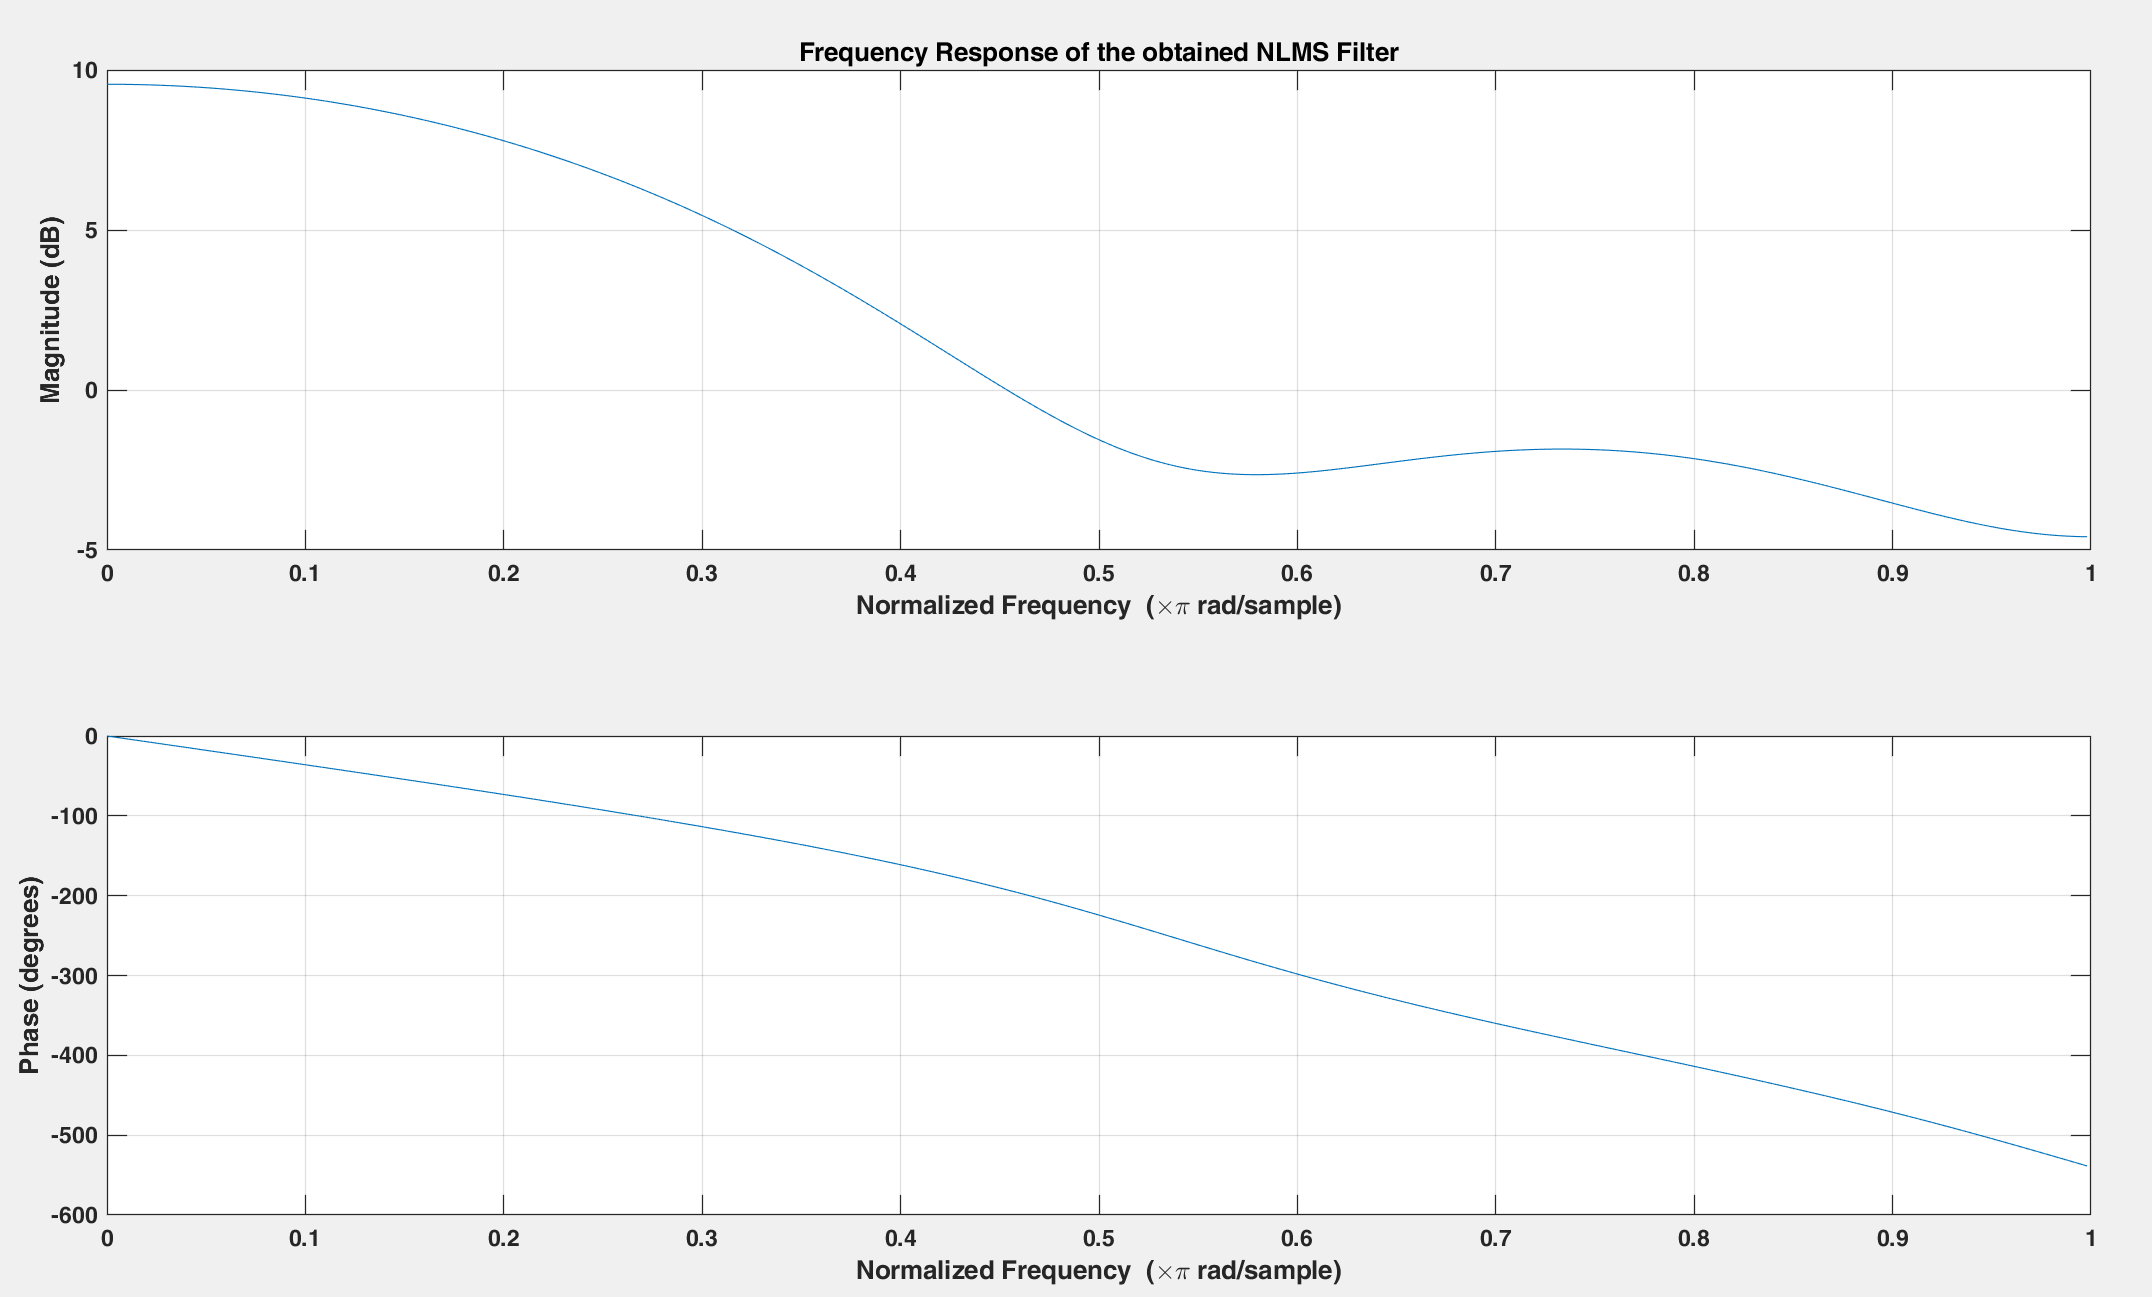 Frequency Response of the obtained NLMS Filter
10
5
0
-5
Magnitude (dB)
0 0.1 0.2 0.3 0.4 0.5 0.6 0.7 0.8 0.9 1
Normalized Frequency (×π rad/sample)
0
-100
-200
-300
-400
-500
-600
Phase (degrees)
0 0.1 0.2 0.3 0.4 0.5 0.6 0.7 0.8 0.9 1
Normalized Frequency (×π rad/sample)